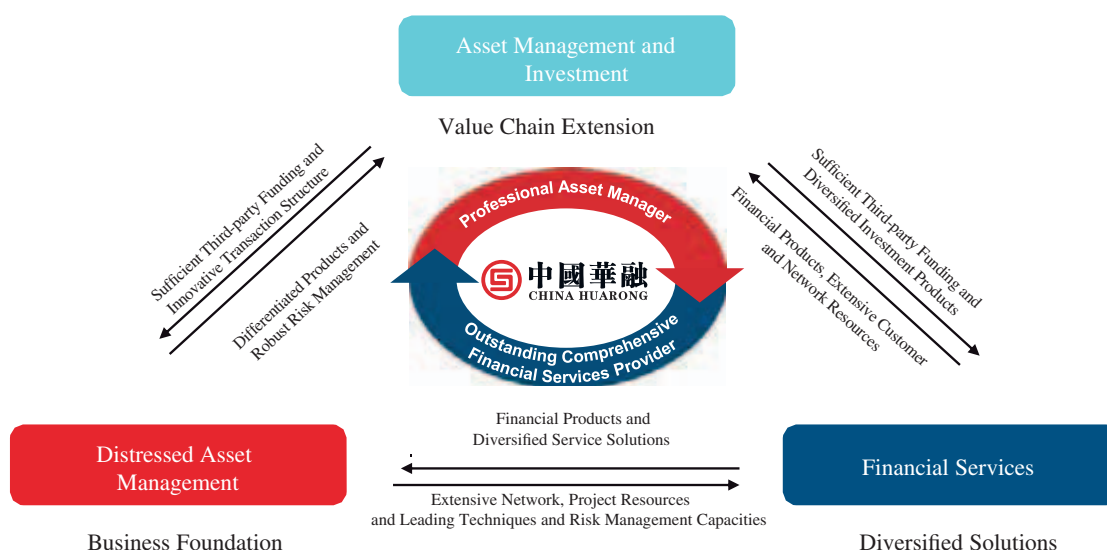 Asset Management and
Investment
Value Chain Extension
Sufficient Third-party Funding and
Innovative Transaction Structure
Differentiated Products and
Robust Risk Management
Professional Asset Manager
中國華融
CHINA HUARONG
Outstanding Comprehensive
Financial Services Provider
Sufficient Third-party Funding and
Diversified Investment Products
Financial Products, Extensive Customer
and Network Resources
Financial Products and
Diversified Service Solutions
Distressed Asset
Management
Financial Services
Extensive Network, Project Resources
and Leading Techniques and Risk Management Capacities
Business Foundation
Diversified Solutions